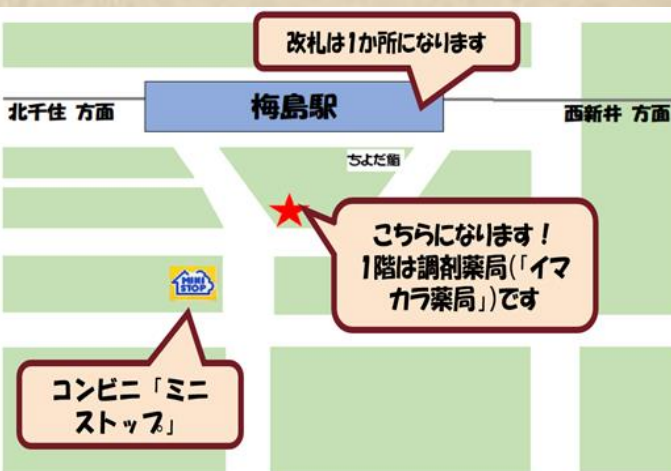 改札は1か所になります
梅島駅
北千住 方面
西新井 方面
ちよだ鮨
こちらになります!
1階は調剤薬局(「イマ
カラ薬局」)です
MINI
STOP
コンビニ「ミニ
ストップ」